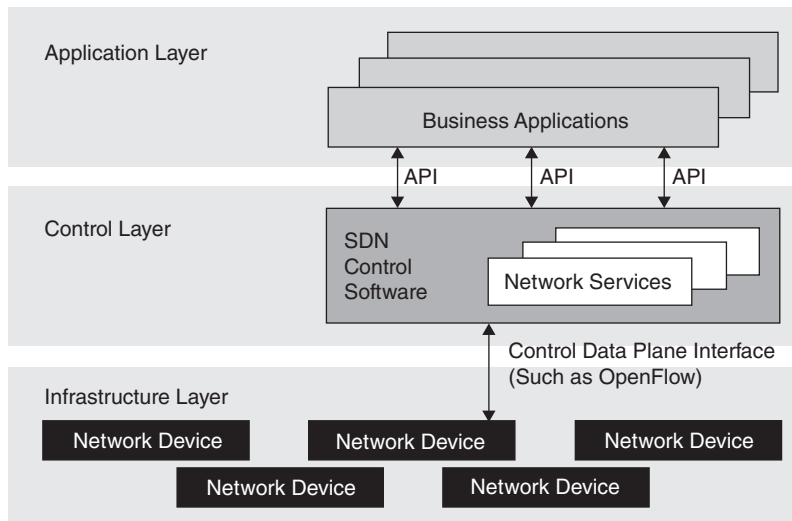 Application Layer
Business Applications
API
API
API
Control Layer
SDN
Control
Software
Network Services
Control Data Plane Interface
(Such as OpenFlow)
Infrastructure Layer
Network Device
Network Device
Network Device
Network Device
Network Device